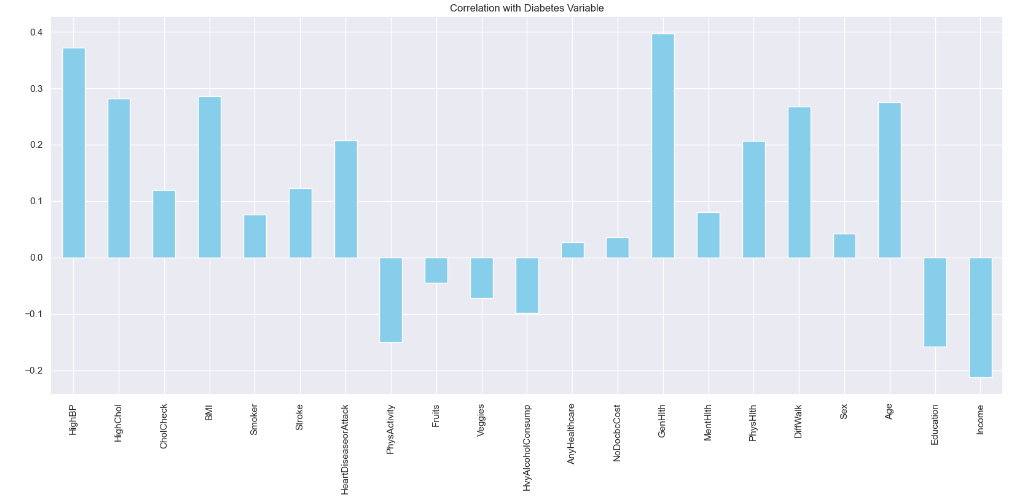 Correlation with Diabetes Variable
0.4
0.3
0.2
0.1
0.0
−0.1
−0.2
HighBP
HighChol
CholCheck
BMI
Smoker
Stroke
HeartDiseaseorAttack
PhysActivity
Fruits
Veggies
HvyAlcoholConsump
AnyHealthcare
NoDocbcCost
GenHlth
MentHlth
PhysHlth
DiffWalk
Sex
Age
Education
Income